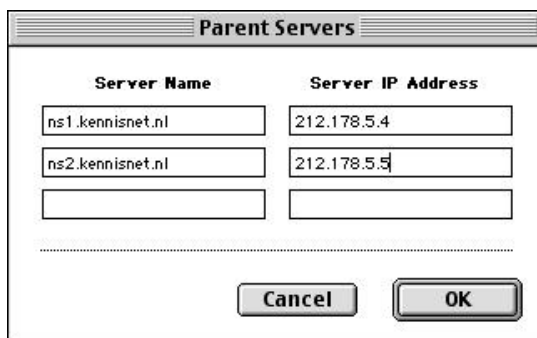 Parent Servers
Server Name Server IP Address
ns1.kennisnet.nl 212.178.5.4
ns2.kennisnet.nl 212.178.5.5
Cancel OK